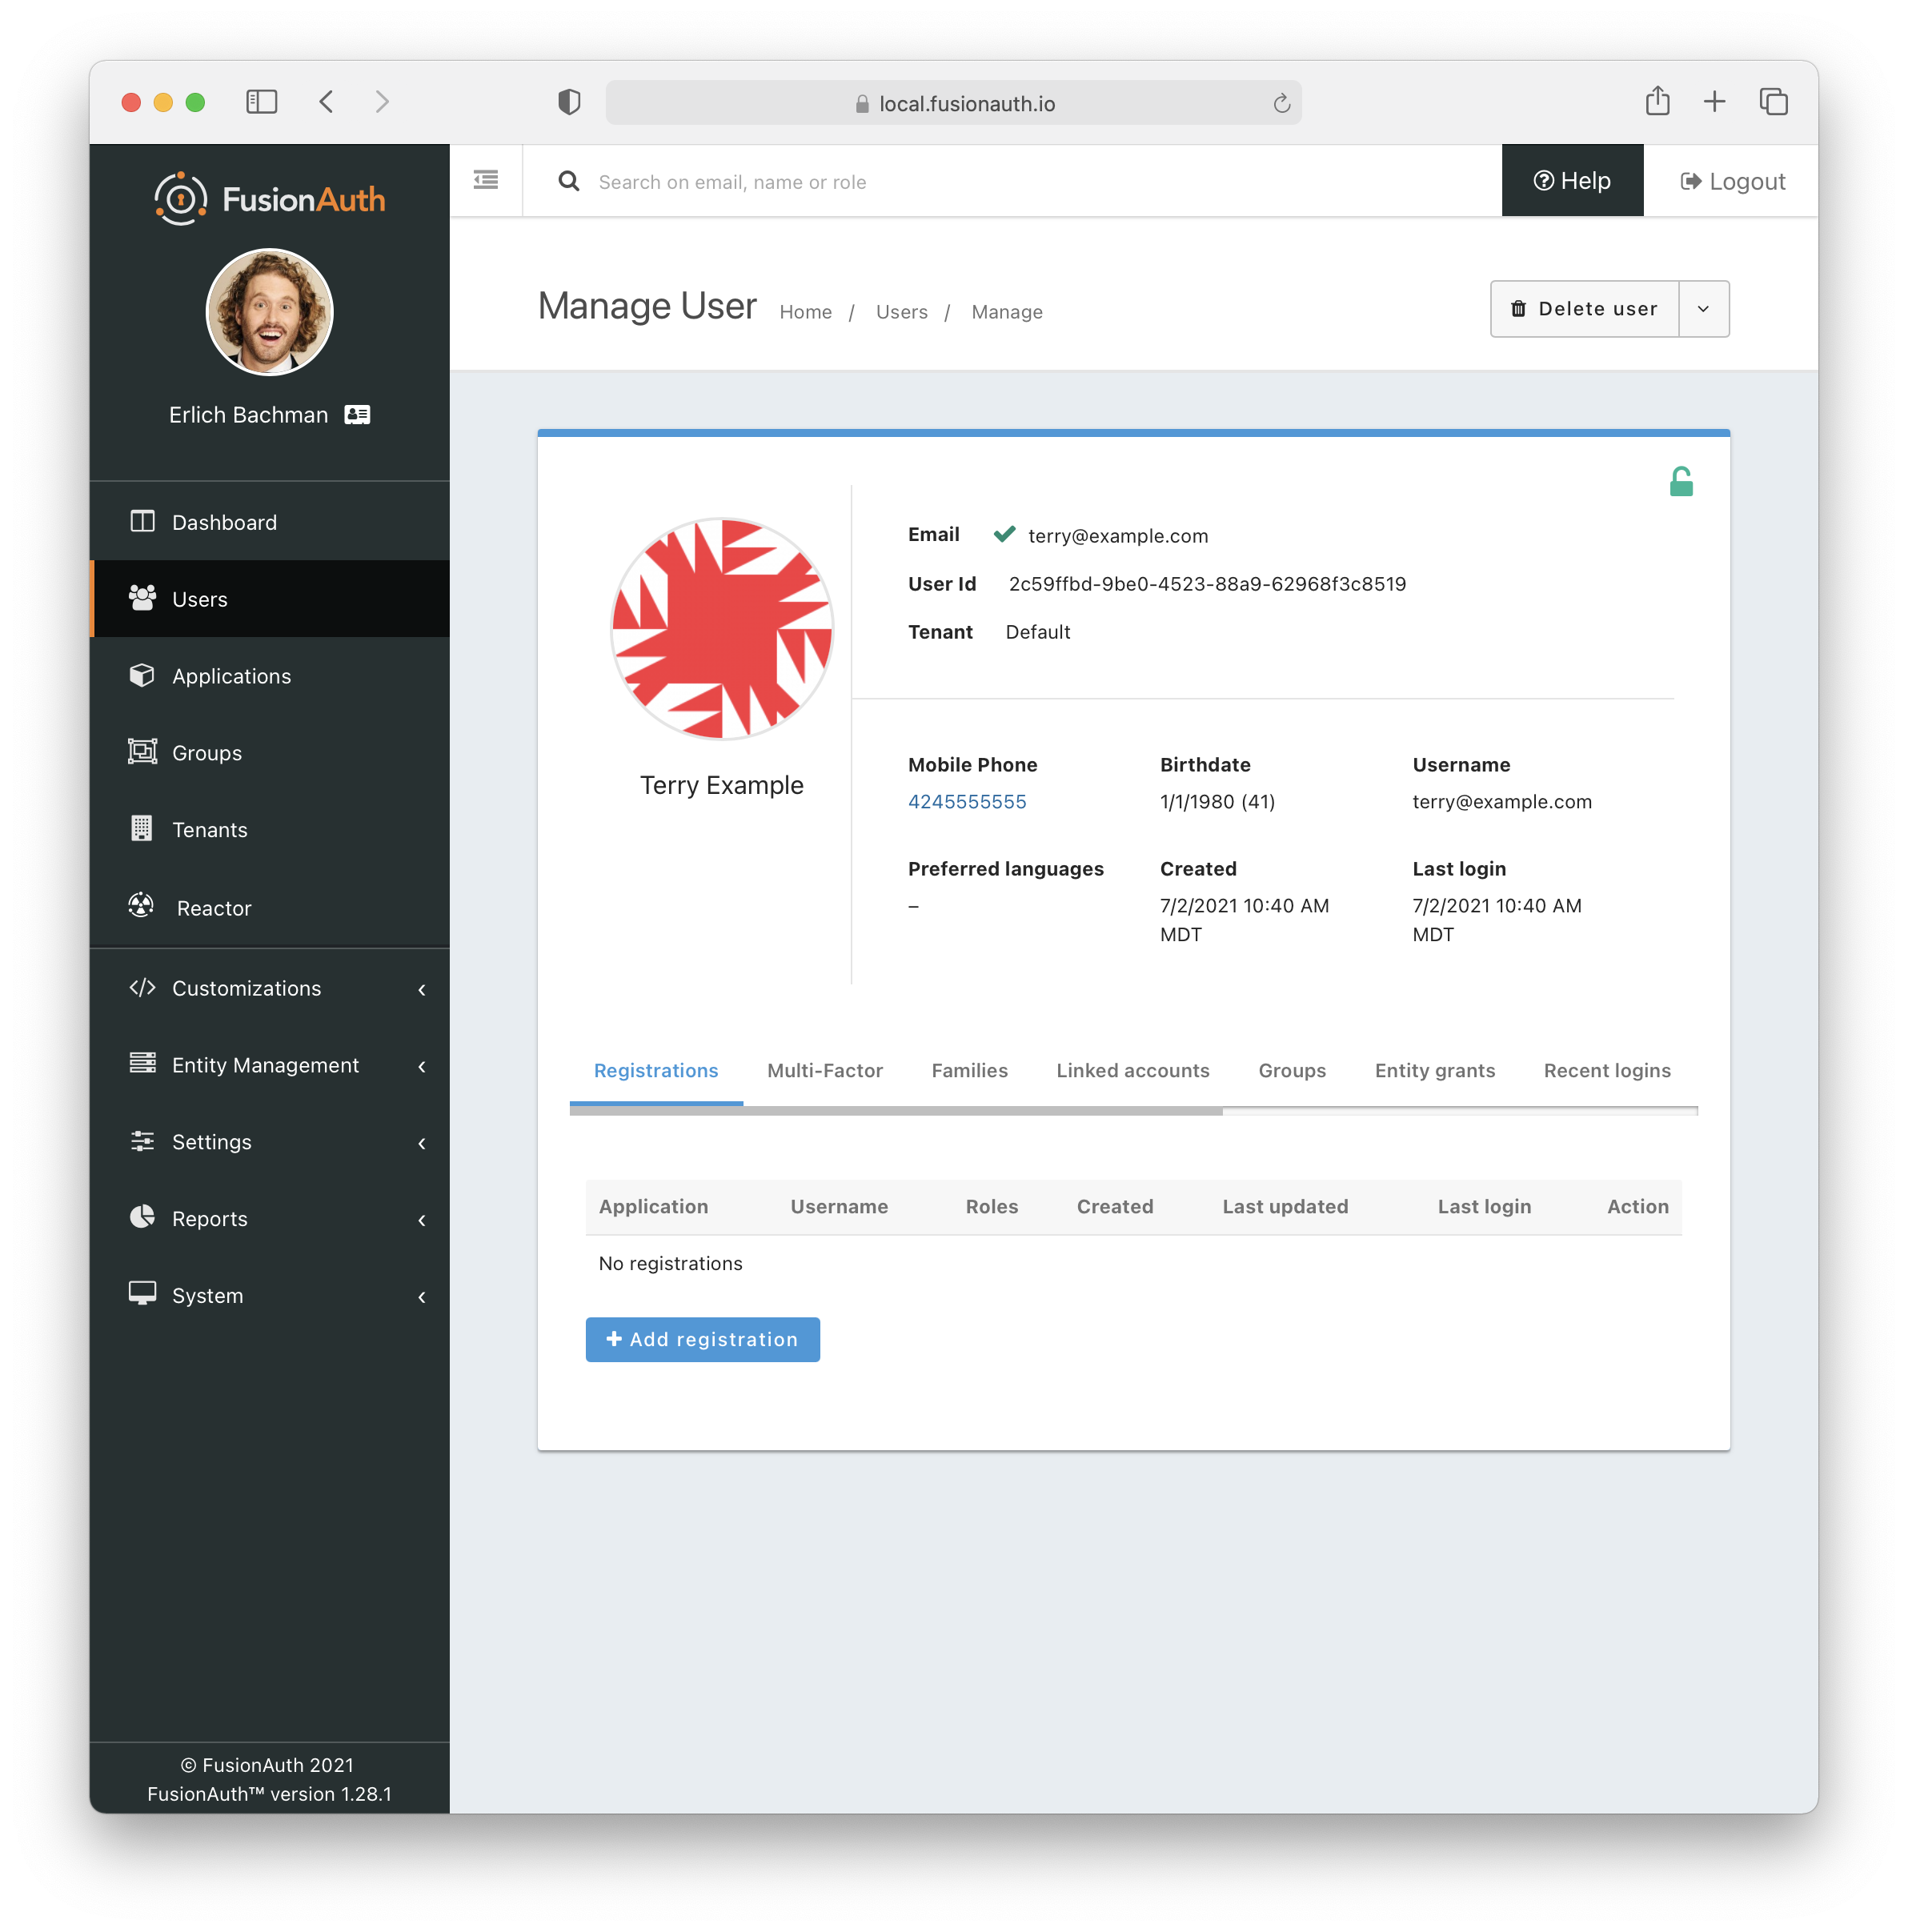 local.fusionauth.io
FusionAuth
Search on email, name or role
Help
Logout
Erlich Bachman
Manage User
Home / Users / Manage
Delete user
Dashboard
Users
Applications
Groups
Tenants
Reactor
Customizations
Entity Management
Settings
Reports
System
© FusionAuth 2021
FusionAuth™ version 1.28.1
Terry Example
Email terry@example.com
User Id 2c59ffbd-9be0-4523-88a9-62968f3c8519
Tenant Default
Mobile Phone Birthdate Username
4245555555 1/1/1980 (41) terry@example.com
Preferred languages Created Last login
– 7/2/2021 10:40 AM 7/2/2021 10:40 AM
MDT MDT
Registrations Multi-Factor Families Linked accounts Groups Entity grants Recent logins
Application Username Roles Created Last updated Last login Action
No registrations
Add registration